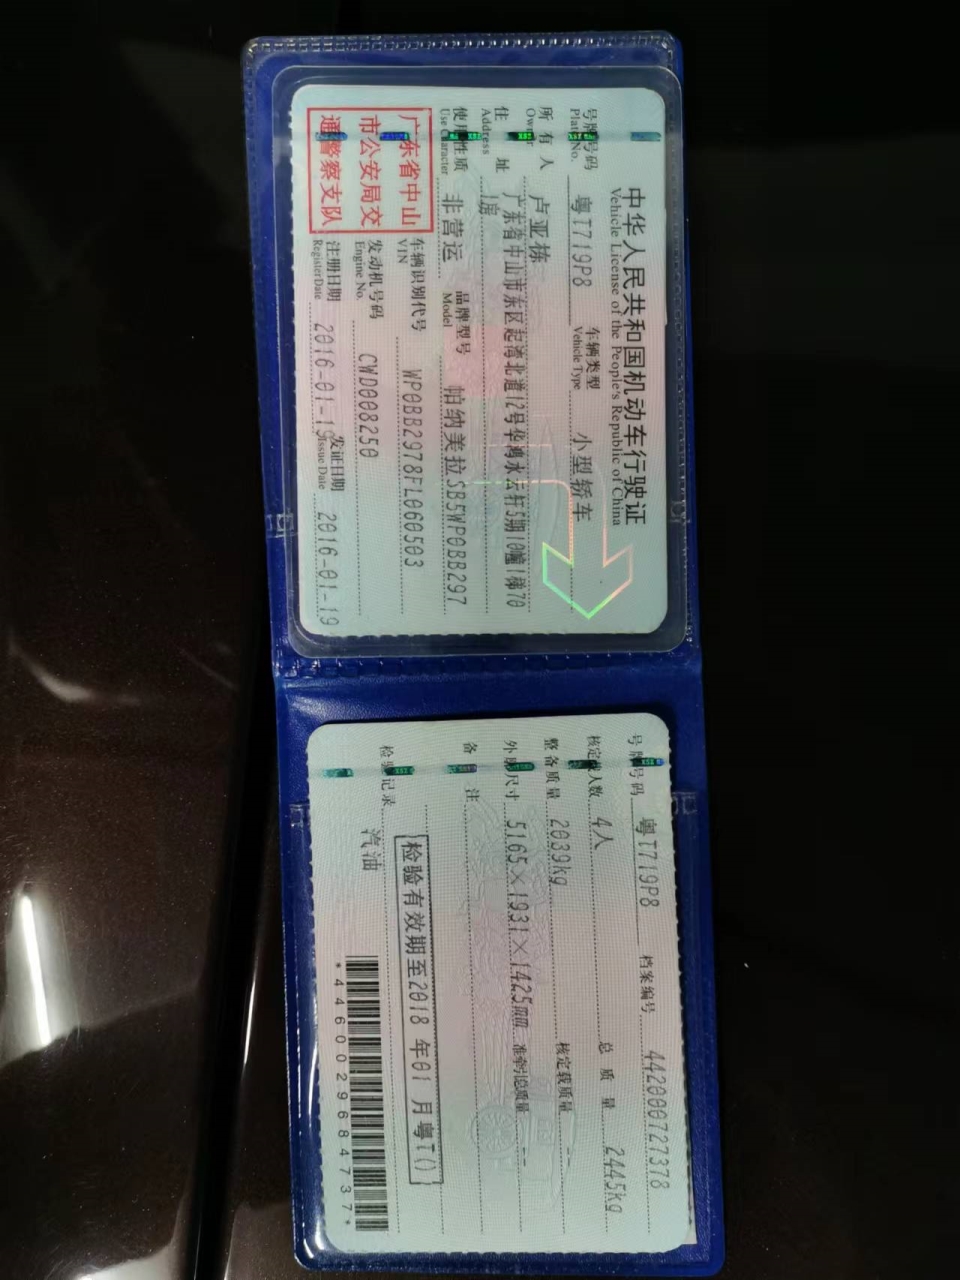 中华人民共和国机动车行驶证
Vehicle License of the People's Republic of China
号牌号码 粤T719P8 车辆类型 小型轿车
Plate No. Vehicle Type
所有人 卢亚栋
Owner
住址 广东省中山市东区起湾北道12号华鸿水云轩5期10幢1梯70
Address 1房
使用性质 非营运 品牌型号 帕纳美拉SB5WP0BB297
Use Character Model
广东省中山
市公安局交
通警察支队
车辆识别代号 WP0BB2978FL060503
VIN
发动机号码 CWD008250
Engine No.
注册日期 2016-01-19 发证日期 2016-01-19
Register Date Issue Date
号牌号码 粤T719P8 档案编号 442000727378
核定载人数 4人 总质量 2445kg
整备质量 2039kg 核定载质量 --
外廓尺寸 5165×1931×1425mm 准牵引总质量 --
备注
检验有效期至2018年01月粤T()
检验记录
汽油
*4460029684737*